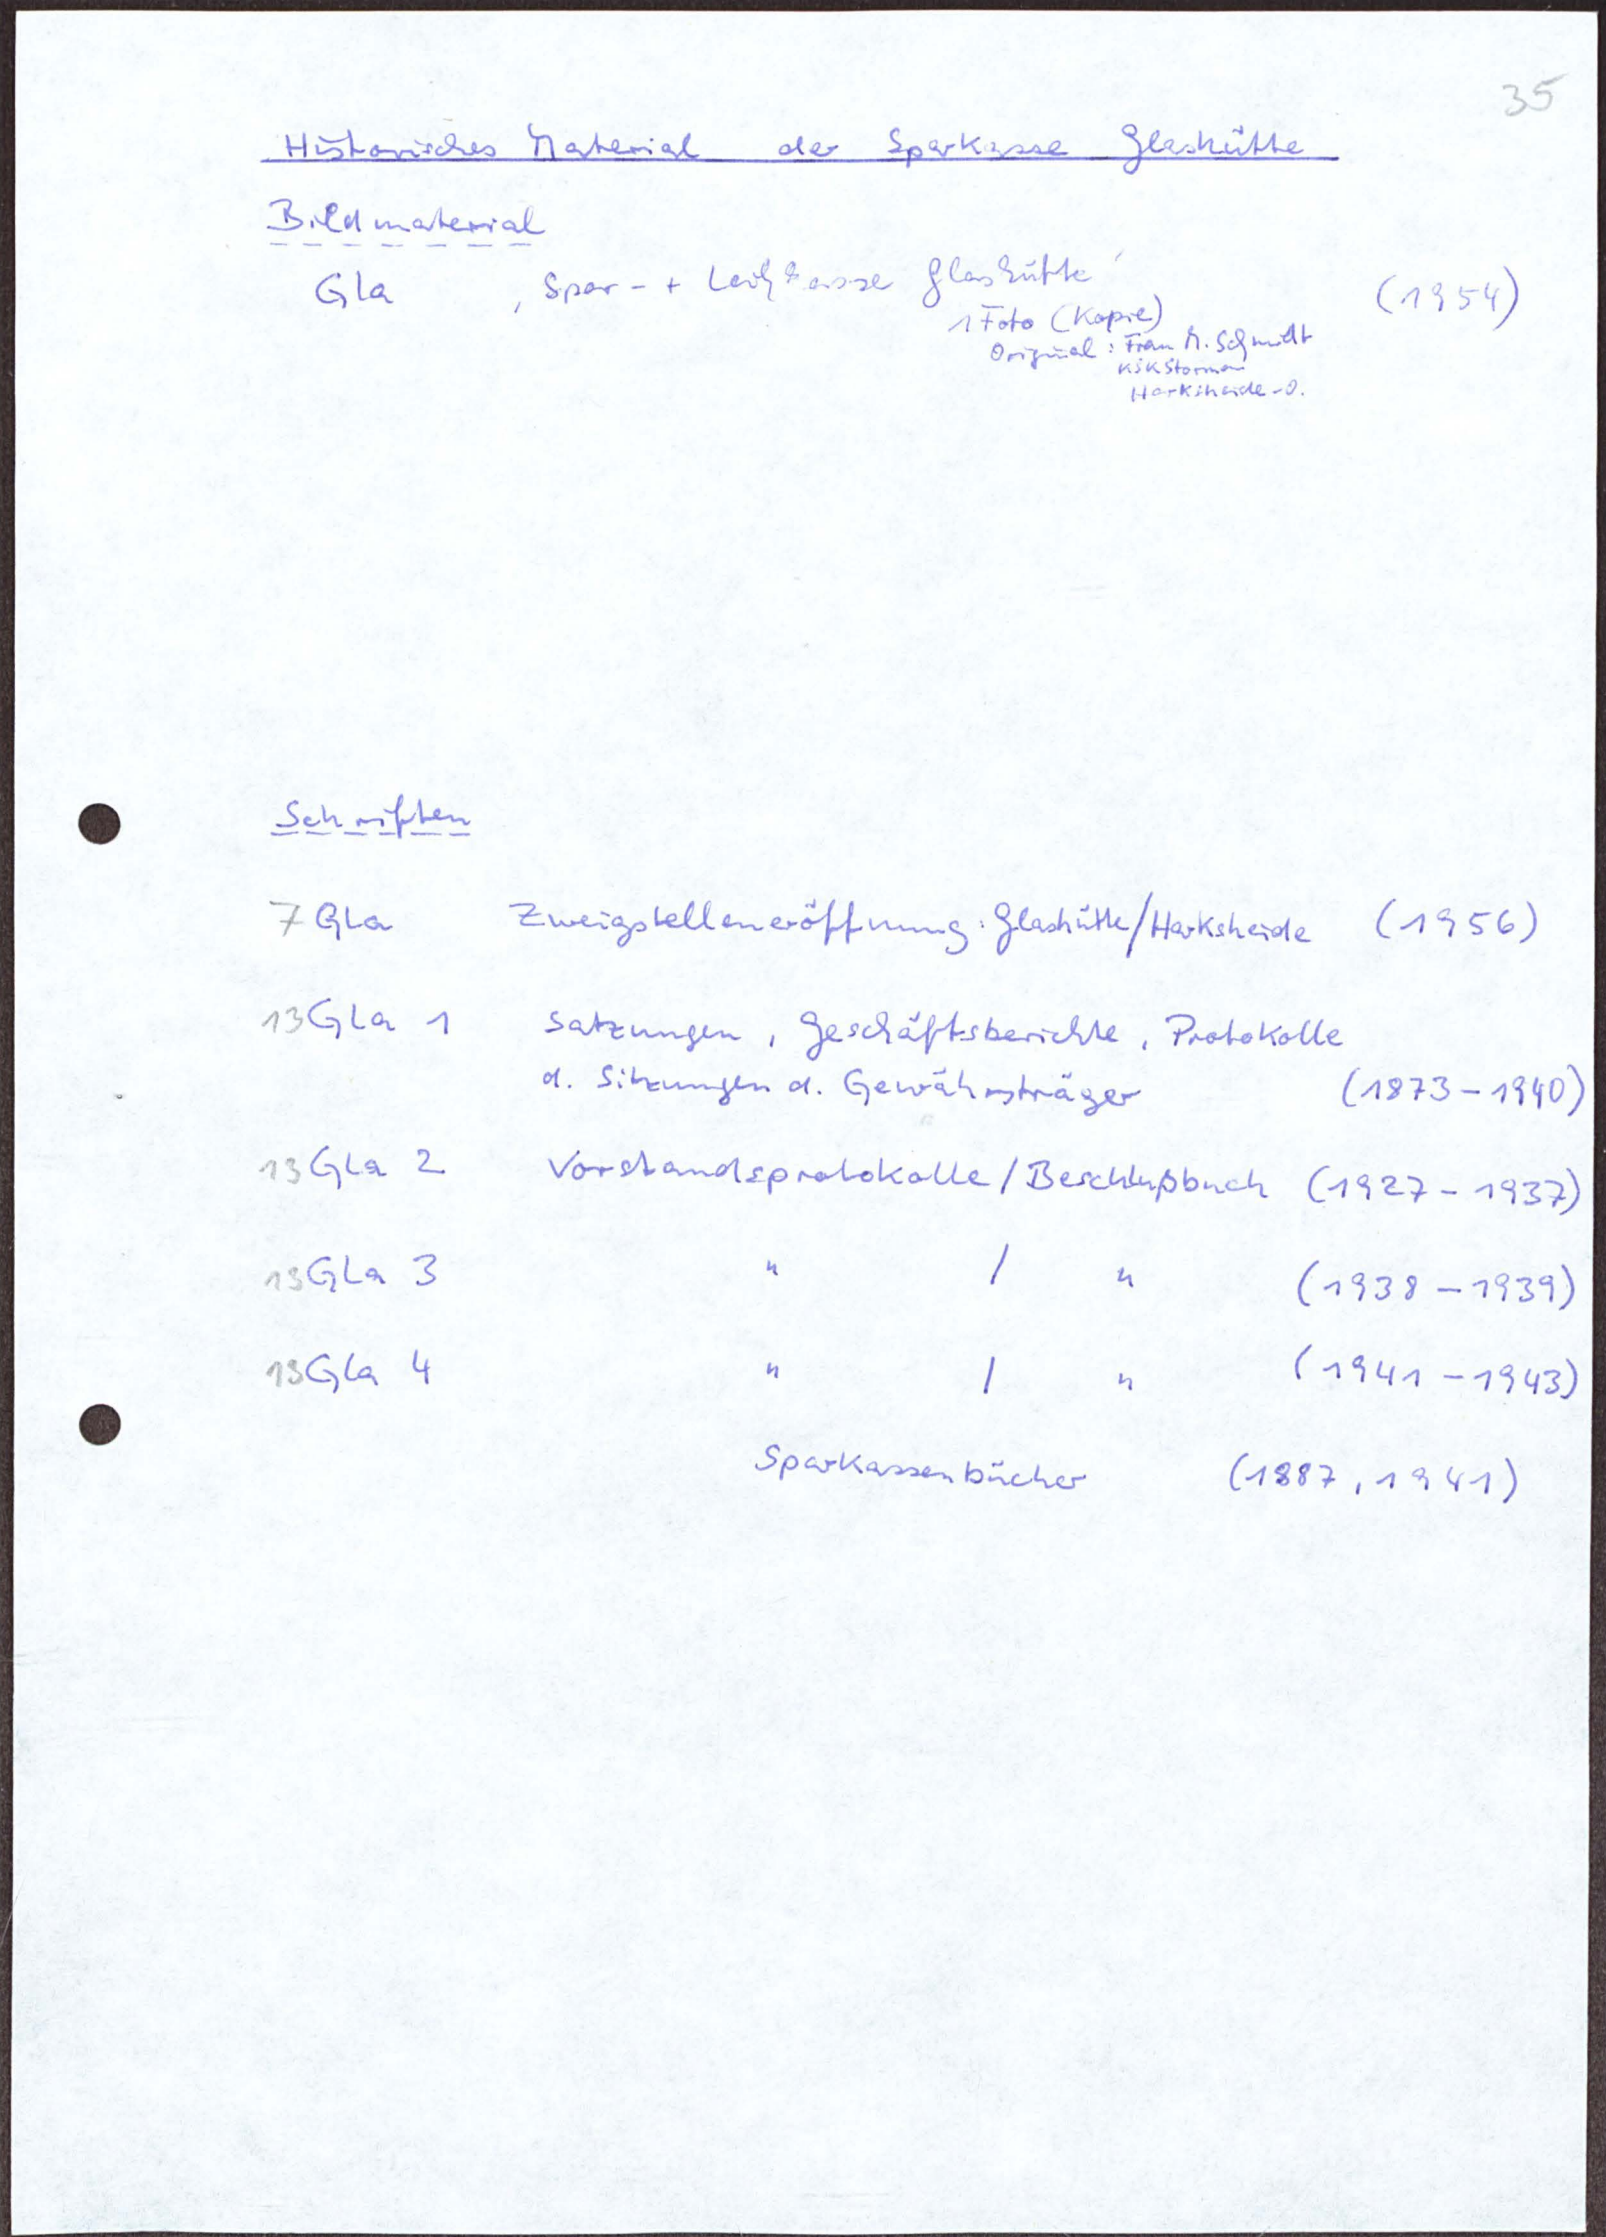 35
Historisches Material der Sparkasse Glashütte
Bildmaterial
Gla , Spar- + Leihkasse Glashütte ' (1954)
1 Foto (Kopie)
Original: Frau M. Schmidt
KSK Stormarn
Harksheide-O.
Schriften
7 Gla Zweigstelleneröffnung: Glashütte/Harksheide (1956)
13 Gla 1 Satzungen, Geschäftsberichte, Protokolle
d. Sitzungen d. Gewährsträger (1873-1940)
13 Gla 2 Vorstandsprotokolle/Beschlußbuch (1927-1937)
13 Gla 3 " / " (1938-1939)
13 Gla 4 " / " (1941-1943)
Sparkassenbücher (1887, 1941)